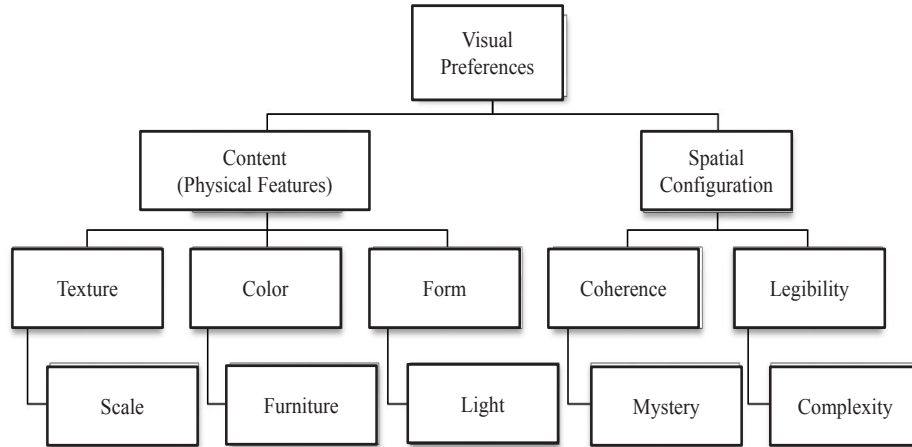 Visual
Preferences
Content
(Physical Features)
Spatial
Configuration
Texture
Color
Form
Coherence
Legibility
Scale
Furniture
Light
Mystery
Complexity